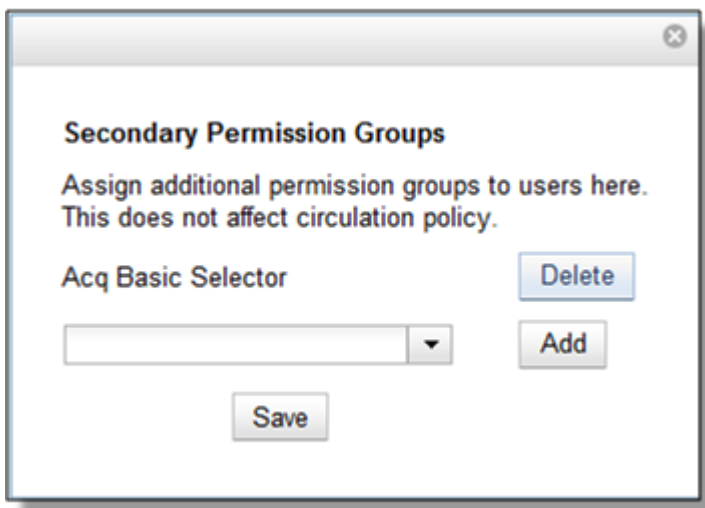 Secondary Permission Groups
Assign additional permission groups to users here.
This does not affect circulation policy.
Acq Basic Selector Delete
Add
Save